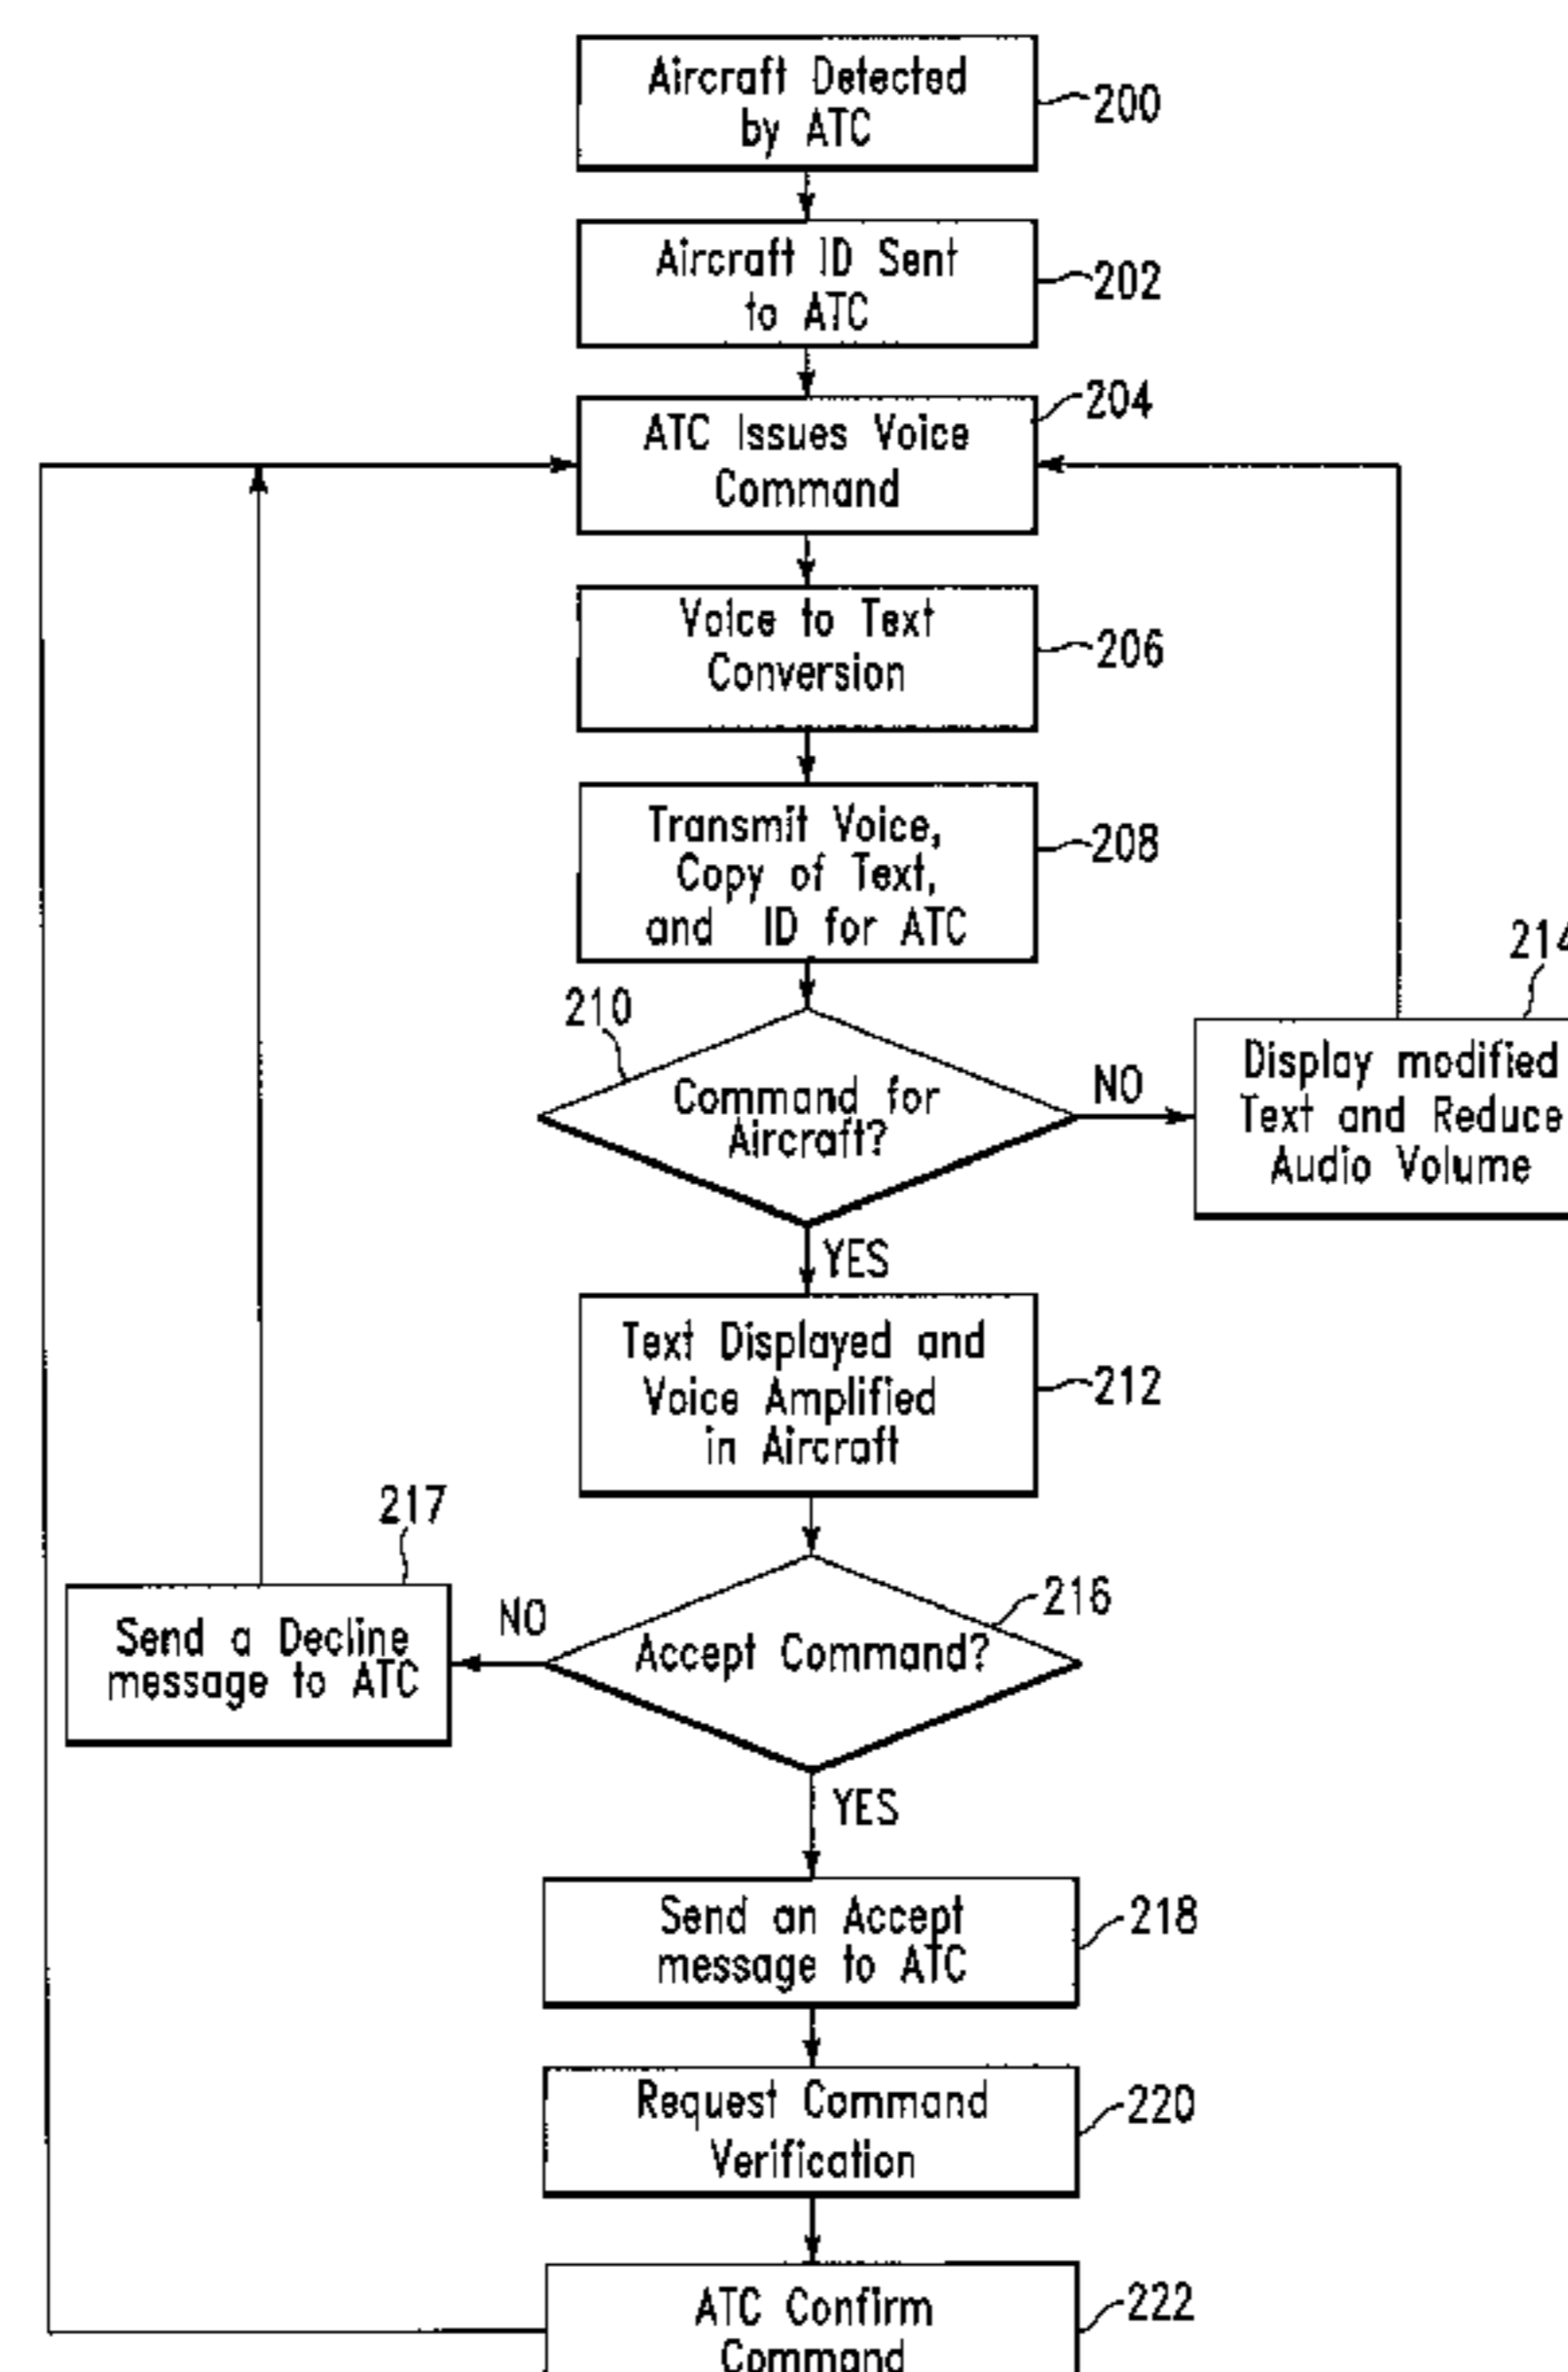 Aircraft Detected
by ATC
200
Aircraft ID Sent
to ATC
202
ATC Issues Voice
Command
204
Voice to Text
Conversion
206
Transmit Voice,
Copy of Text,
and ID for ATC
208
210
Command for
Aircraft?
NO
214
Display modified
Text and Reduce
Audio Volume
YES
Text Displayed and
Voice Amplified
in Aircraft
212
216
Accept Command?
NO
217
Send a Decline
message to ATC
YES
Send an Accept
message to ATC
218
Request Command
Verification
220
ATC Confirm
Command
222